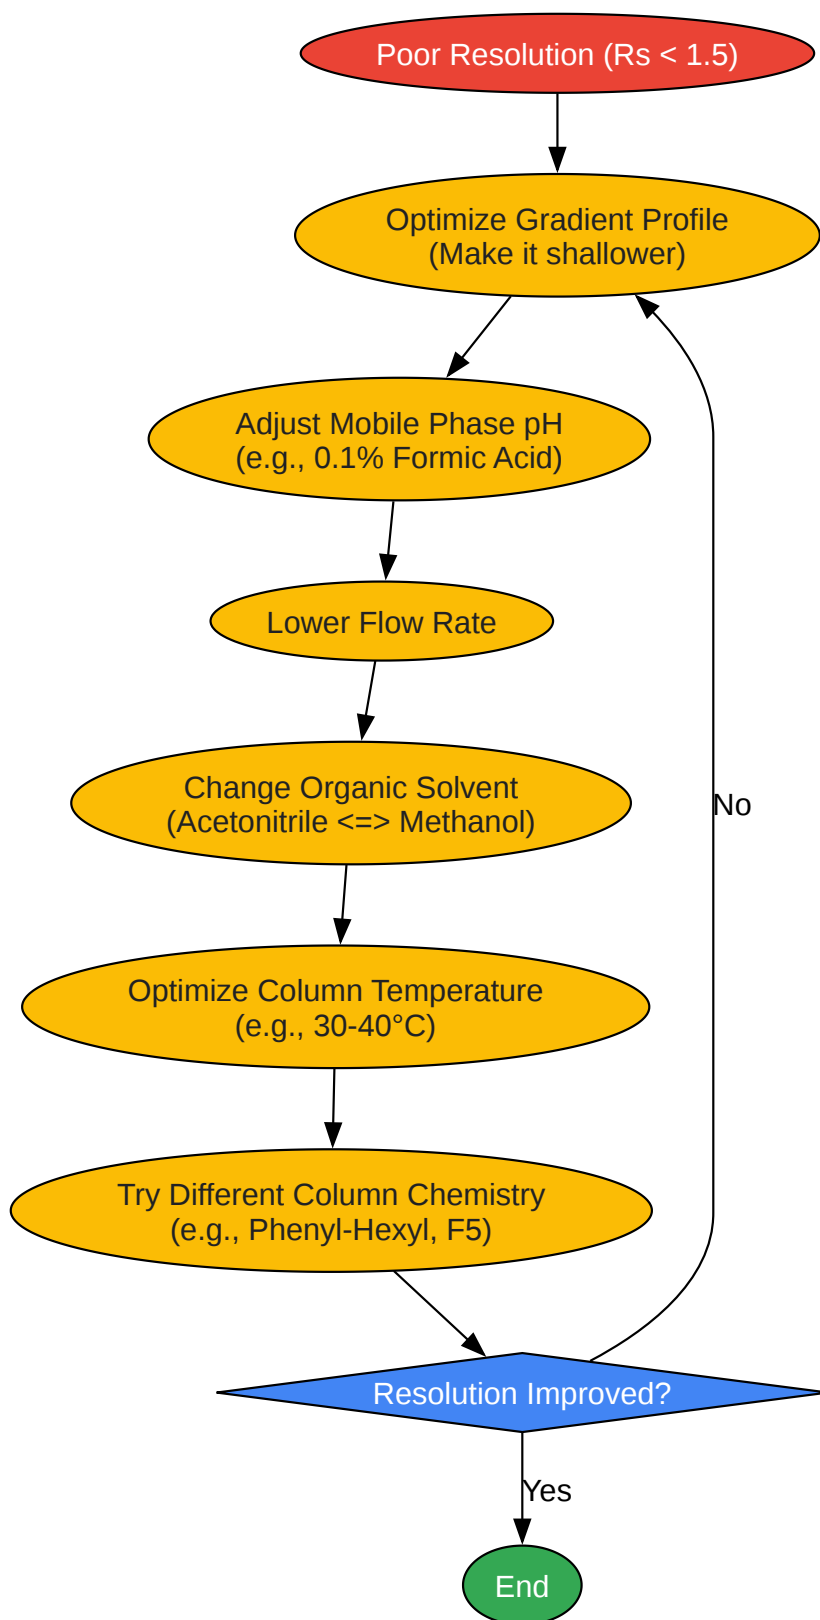 Poor Resolution (Rs < 1.5)
Optimize Gradient Profile
(Make it shallower)
Adjust Mobile Phase pH
(e.g., 0.1% Formic Acid)
Lower Flow Rate
Change Organic Solvent
(Acetonitrile <=> Methanol)
No
Optimize Column Temperature
(e.g., 30-40°C)
Try Different Column Chemistry
(e.g., Phenyl-Hexyl, F5)
Resolution Improved?
Yes
End